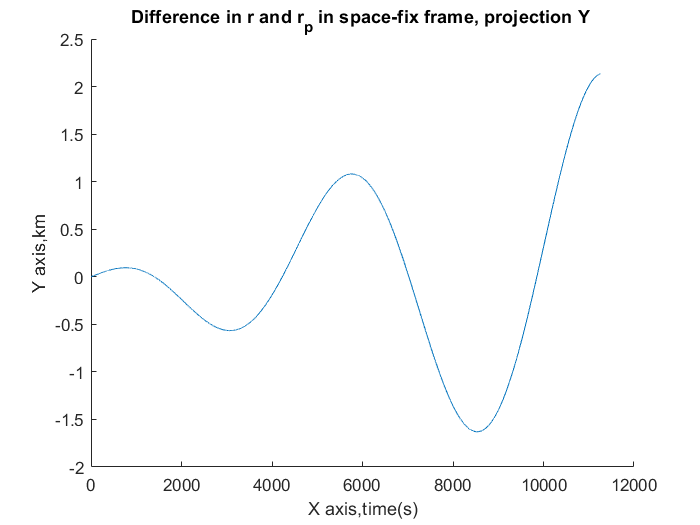 Difference in r and r_p in space-fix frame, projection Y
2.5
2
1.5
1
0.5
0
-0.5
-1
-1.5
-2
Y axis,km
0 2000 4000 6000 8000 10000 12000
X axis,time(s)